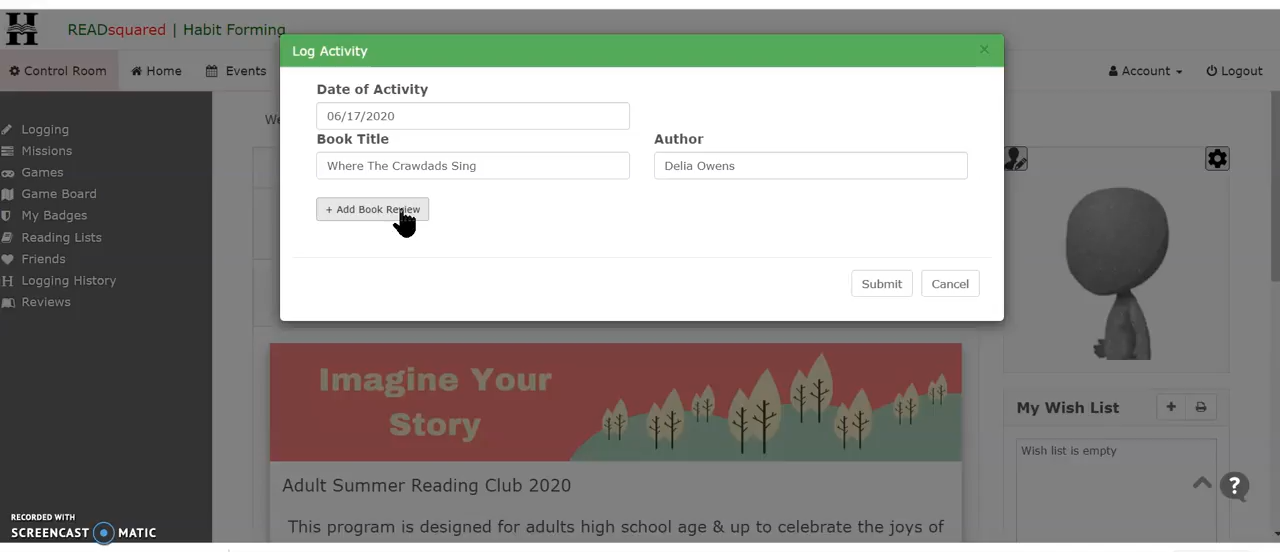 READsquared | Habit Forming
Control Room
Home
Events
Account
Logout
Log Activity
×
Date of Activity
06/17/2020
Book Title
Author
Where The Crawdads Sing
Delia Owens
+ Add Book Review
Submit
Cancel
Logging
Missions
Games
Game Board
My Badges
Reading Lists
Friends
Logging History
Reviews
We
Imagine Your
Story
Adult Summer Reading Club 2020
This program is designed for adults high school age & up to celebrate the joys of
My Wish List
Wish list is empty
?
RECORDED WITH
SCREENCAST MATIC